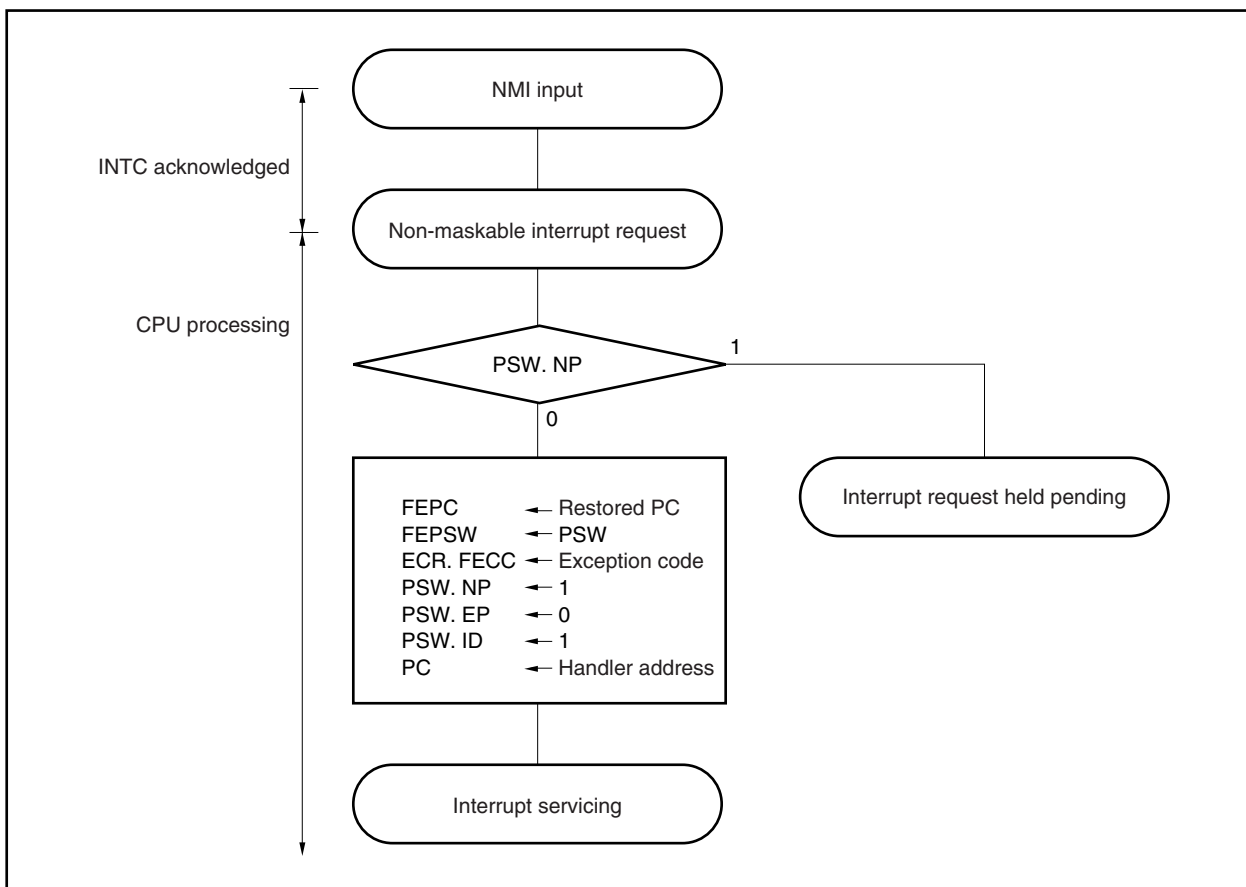 NMI input
INTC acknowledged
Non-maskable interrupt request
CPU processing
PSW. NP
1
0
Interrupt request held pending
FEPC ← Restored PC
FEPSW ← PSW
ECR. FECC ← Exception code
PSW. NP ← 1
PSW. EP ← 0
PSW. ID ← 1
PC ← Handler address
Interrupt servicing